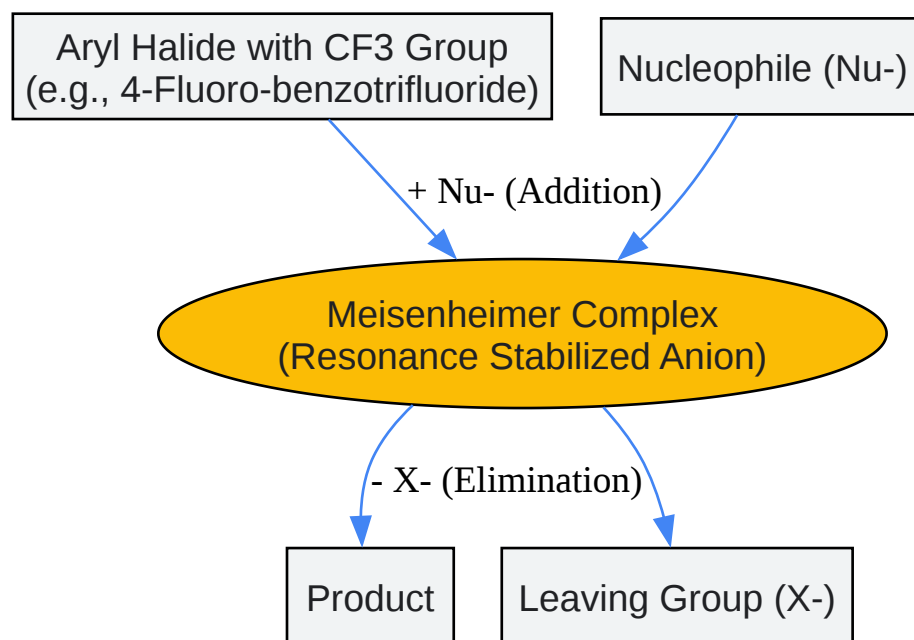 Aryl Halide with CF3 Group
(e.g., 4-Fluoro-benzotrifluoride)
Nucleophile (Nu-)
+ Nu- (Addition)
Meisenheimer Complex
(Resonance Stabilized Anion)
- X- (Elimination)
Product
Leaving Group (X-)